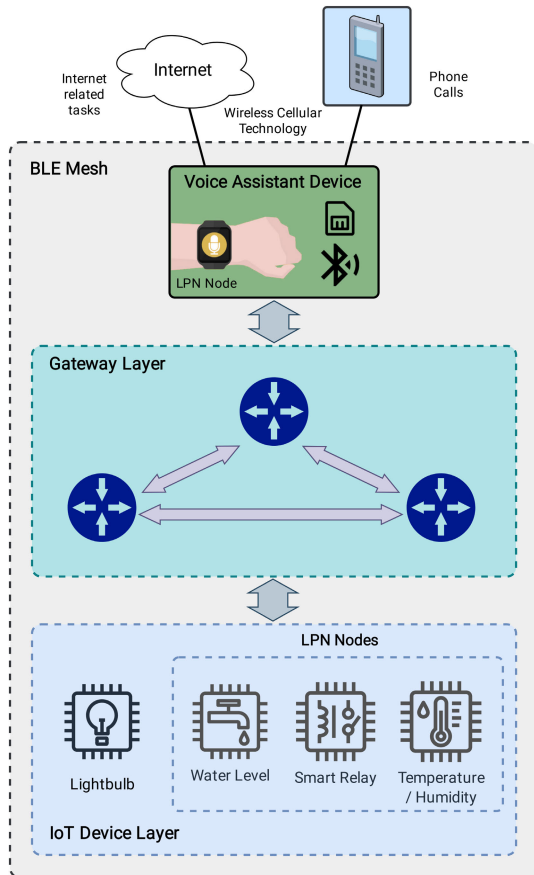 Internet
related
tasks
Internet
Phone
Calls
Wireless Cellular
Technology
BLE Mesh
Voice Assistant Device
LPN Node
Gateway Layer
LPN Nodes
Lightbulb
Water Level
Smart Relay
Temperature
/ Humidity
IoT Device Layer